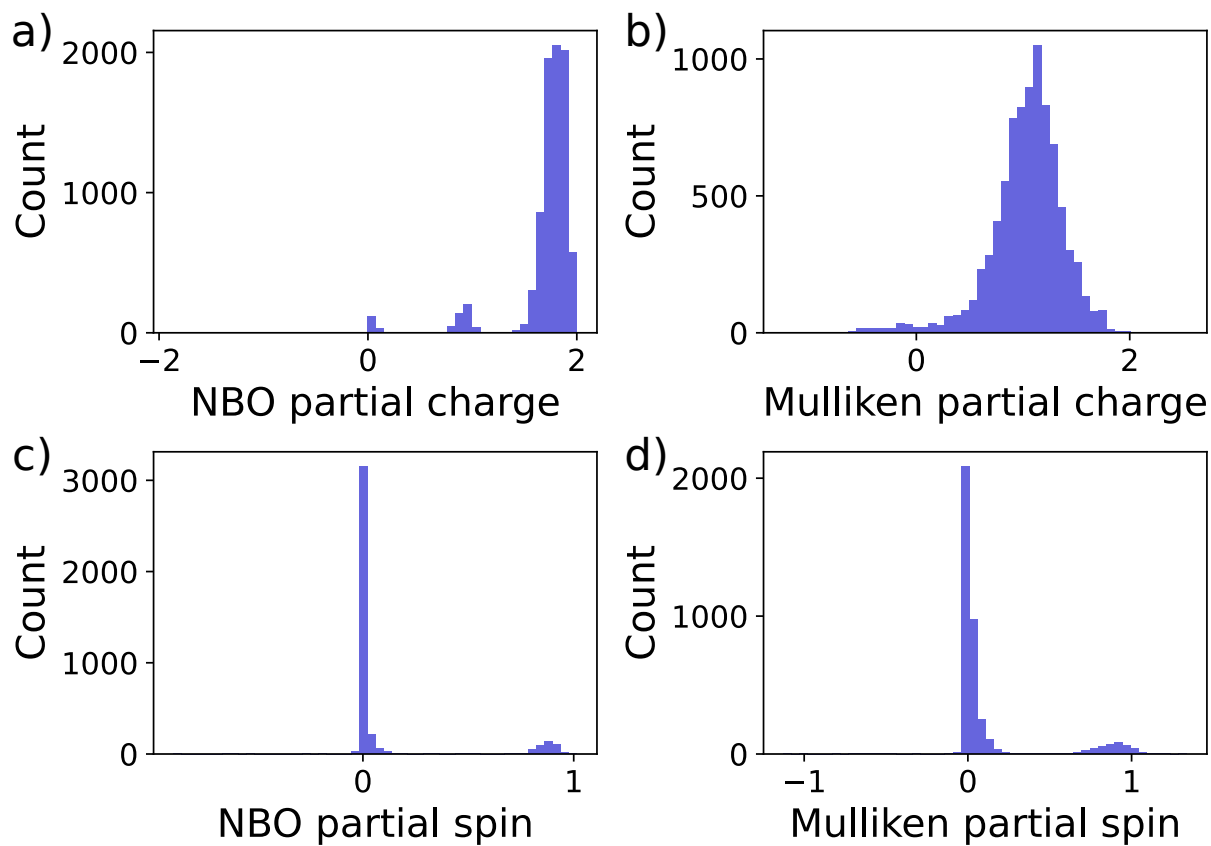 a)
2000
1000
0
Count
−2
0
2
NBO partial charge
b)
1000
500
0
Count
0
2
Mulliken partial charge
c)
3000
2000
1000
0
Count
0
1
NBO partial spin
d)
2000
1000
0
Count
−1
0
1
Mulliken partial spin